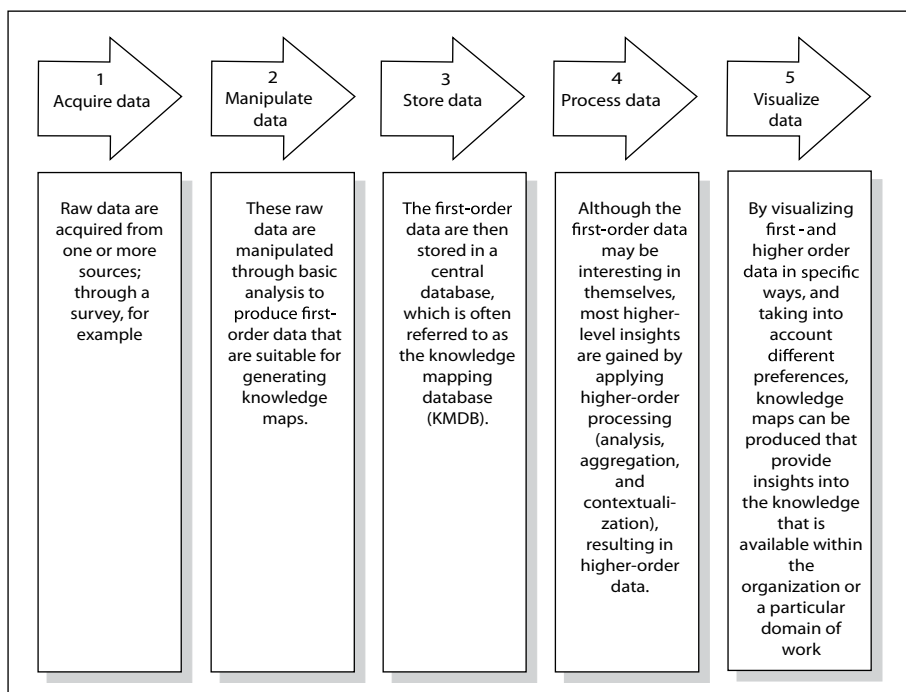 1
Acquire data
2
Manipulate
data
3
Store data
4
Process data
5
Visualize
data
Raw data are
acquired from
one or more
sources;
through a
survey, for
example
These raw
data are
manipulated
through basic
analysis to
produce first-
order data that
are suitable for
generating
knowledge
maps.
The first-order
data are then
stored in a
central
database,
which is often
referred to as
the knowledge
mapping
database
(KMDB).
Although the
first-order data
may be
interesting in
themselves,
most higher-
level insights
are gained by
applying
higher-order
processing
(analysis,
aggregation,
and
contextuali-
zation),
resulting in
higher-order
data.
By visualizing
first - and
higher order
data in specific
ways, and
taking into
account
different
preferences,
knowledge
maps can be
produced that
provide
insights into
the knowledge
that is
available within
the
organization or
a particular
domain of
work